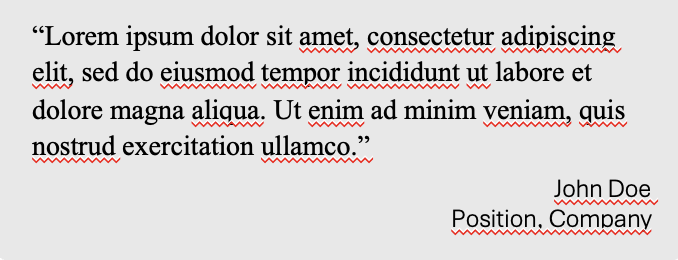 “Lorem ipsum dolor sit amet, consectetur adipiscing
elit, sed do eiusmod tempor incididunt ut labore et
dolore magna aliqua. Ut enim ad minim veniam, quis
nostrud exercitation ullamco.”
John Doe
Position, Company